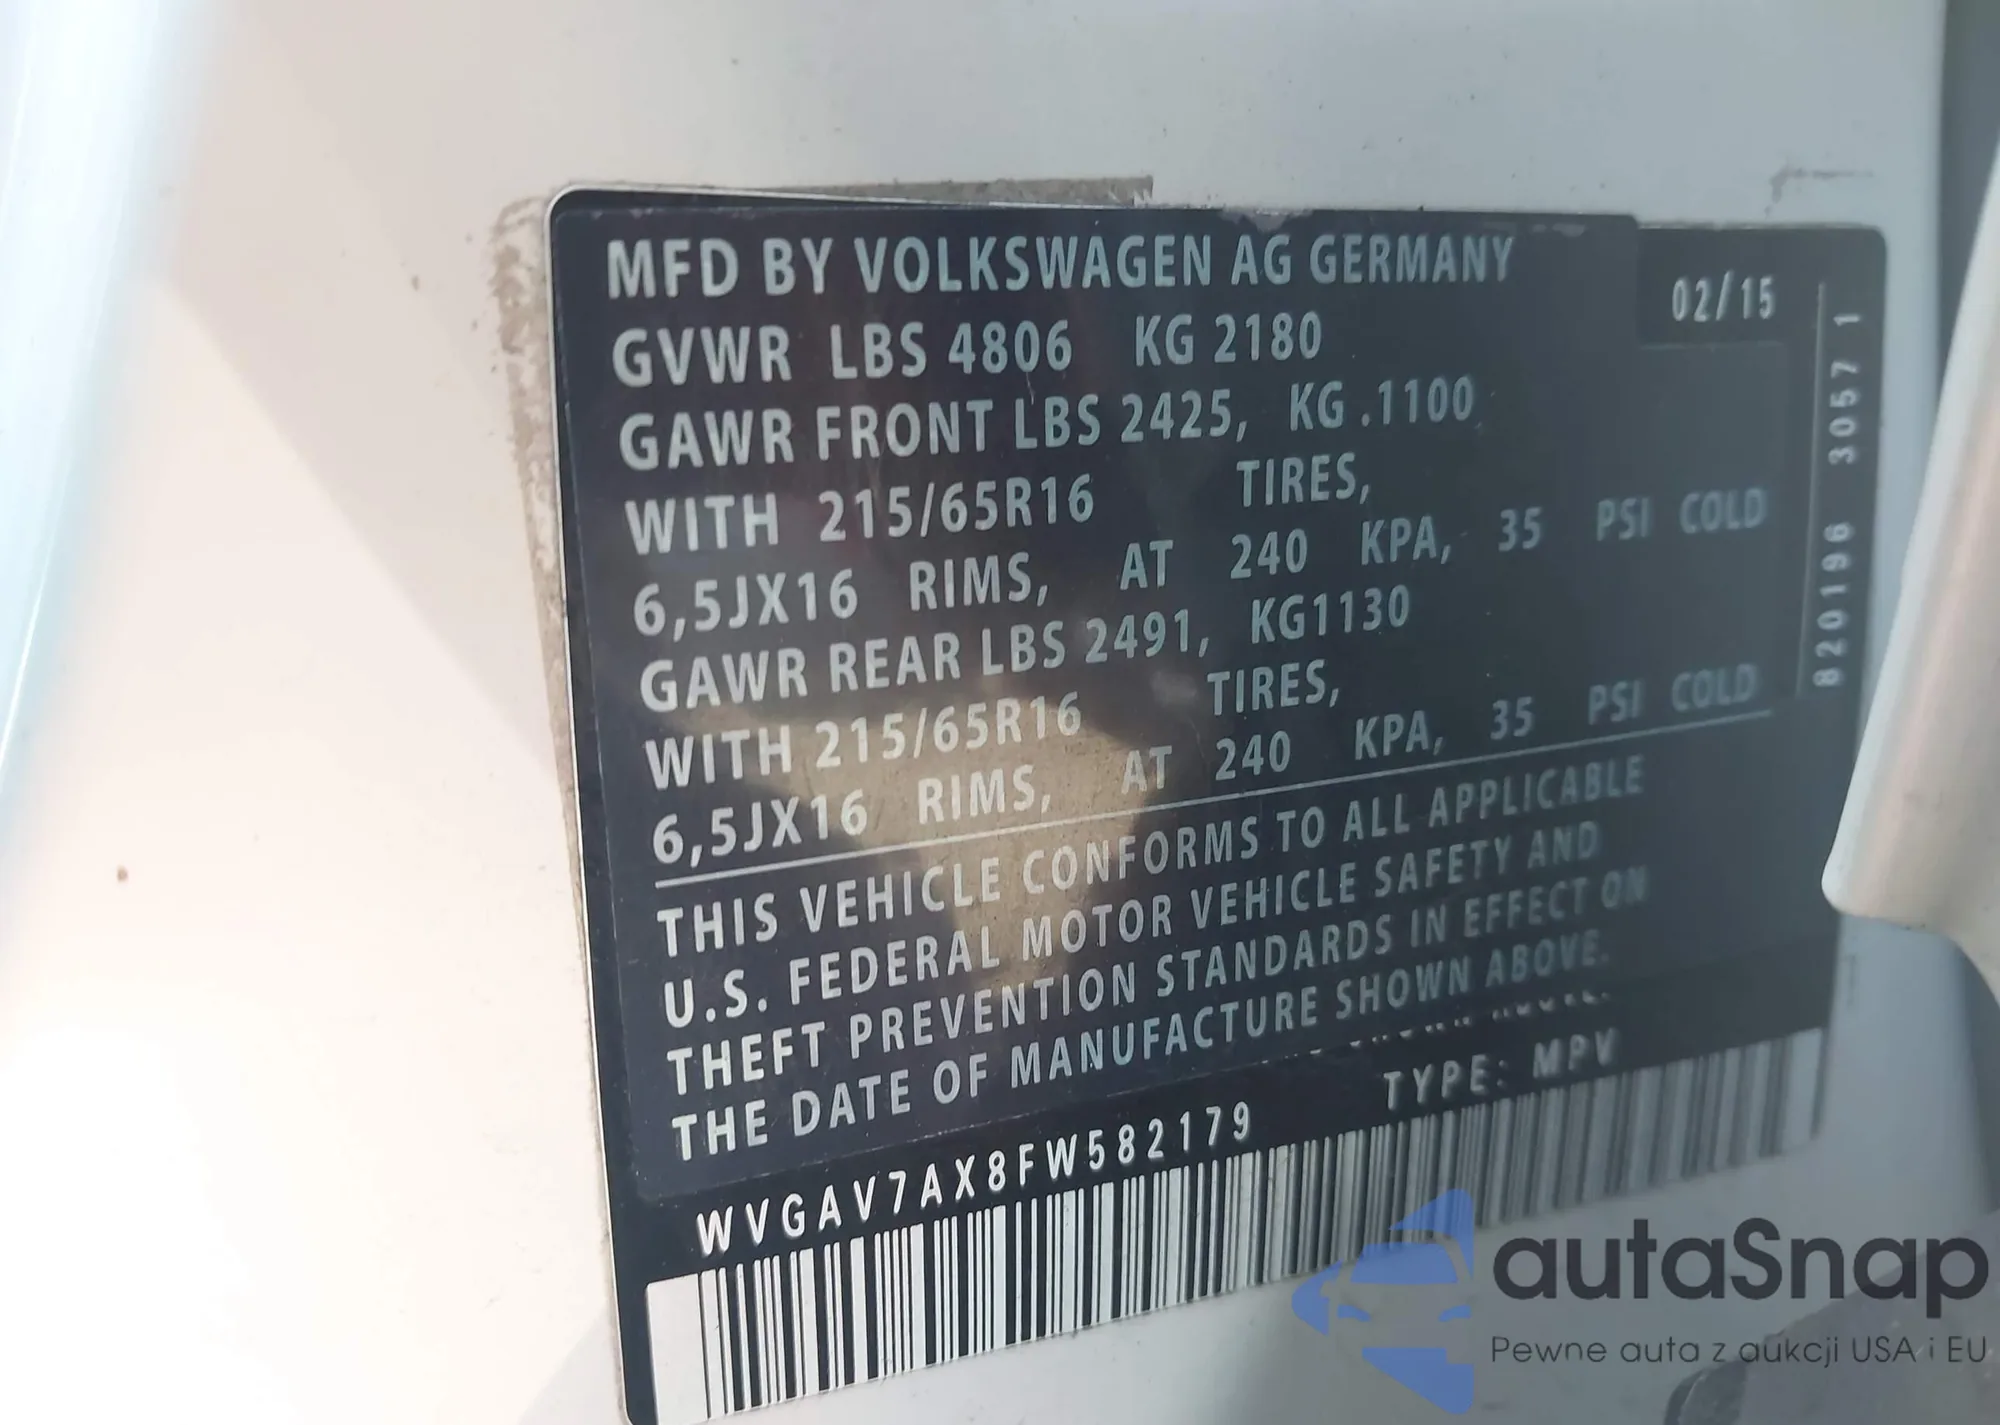 MFD BY VOLKSWAGEN AG GERMANY
02/15
GVWR LBS 4806 KG 2180
GAWR FRONT LBS 2425, KG .1100
WITH 215/65R16 TIRES,
6,5JX16 RIMS, AT 240 KPA, 35 PSI COLD
GAWR REAR LBS 2491, KG1130
WITH 215/65R16 TIRES,
6,5JX16 RIMS, AT 240 KPA, 35 PSI COLD
820196 30571
THIS VEHICLE CONFORMS TO ALL APPLICABLE
U.S. FEDERAL MOTOR VEHICLE SAFETY AND
THEFT PREVENTION STANDARDS IN EFFECT ON
THE DATE OF MANUFACTURE SHOWN ABOVE.
WVGAV7AX8FW582179 TYPE: MPV
autaSnap
Pewne auta z aukcji USA i EU